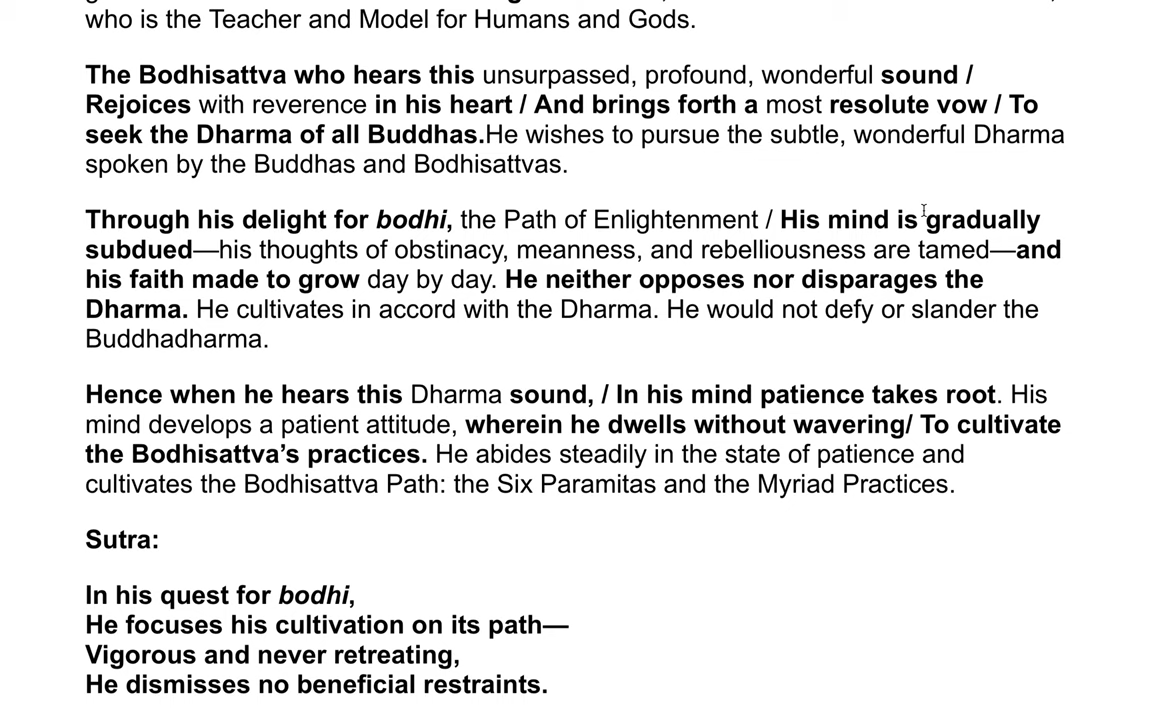 who is the Teacher and Model for Humans and Gods.
The Bodhisattva who hears this unsurpassed, profound, wonderful sound /
Rejoices with reverence in his heart / And brings forth a most resolute vow / To
seek the Dharma of all Buddhas.He wishes to pursue the subtle, wonderful Dharma
spoken by the Buddhas and Bodhisattvas.
Through his delight for bodhi, the Path of Enlightenment / His mind is gradually
subdued—his thoughts of obstinacy, meanness, and rebelliousness are tamed—and
his faith made to grow day by day. He neither opposes nor disparages the
Dharma. He cultivates in accord with the Dharma. He would not defy or slander the
Buddhadharma.
Hence when he hears this Dharma sound, / In his mind patience takes root. His
mind develops a patient attitude, wherein he dwells without wavering/ To cultivate
the Bodhisattva’s practices. He abides steadily in the state of patience and
cultivates the Bodhisattva Path: the Six Paramitas and the Myriad Practices.
Sutra:
In his quest for bodhi,
He focuses his cultivation on its path—
Vigorous and never retreating,
He dismisses no beneficial restraints.